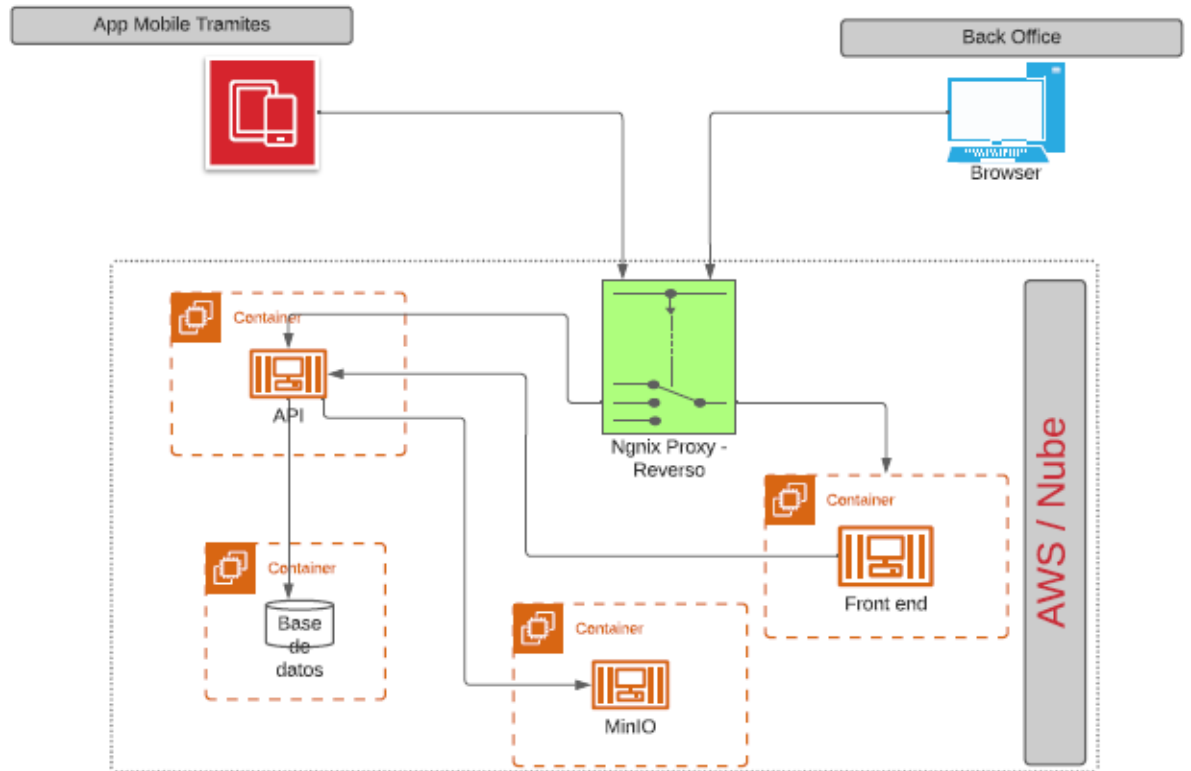 App Mobile Tramites
Back Office
Browser
Container
API
Ngnix Proxy -
Reverso
Container
Front end
Container
Base
de
datos
Container
MinIO
AWS / Nube